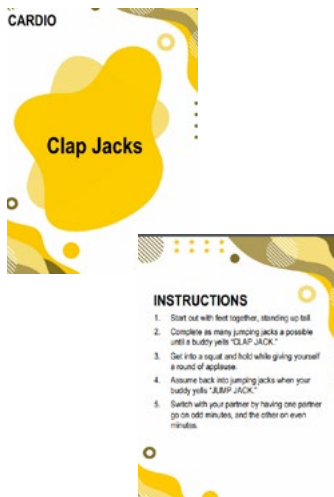 CARDIO
Clap Jacks
INSTRUCTIONS
1. Start out with feet together, standing up tall.
2. Complete as many jumping jacks a possible
until a buddy yells "CLAP JACK."
3. Get into a squat and hold while giving yourself
a round of applause.
4. Assume back into jumping jacks when your
buddy yells "JUMP JACK."
5. Switch with your partner by having one partner
go on odd minutes, and the other on even
minutes.